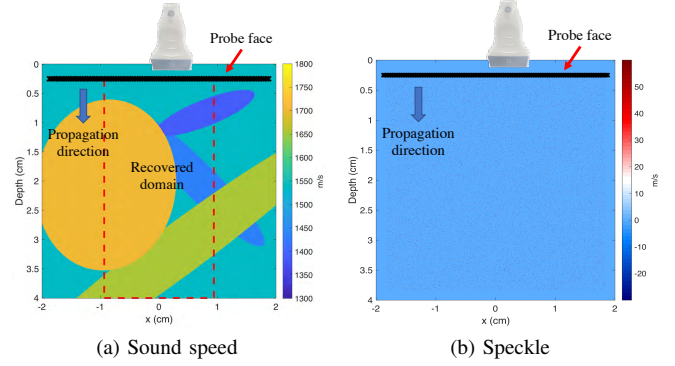 Probe face
0
0.5
1
1.5
2
2.5
3
3.5
4
Depth (cm)
Propagation
direction
Recovered
domain
-2
-1
0
1
2
x (cm)
1800
1750
1700
1650
1600
1550
1500
1450
1400
1350
1300
m/s
(a) Sound speed
Probe face
0
0.5
1
1.5
2
2.5
3
3.5
4
Depth (cm)
Propagation
direction
-2
-1
0
1
2
x (cm)
50
40
30
20
10
0
-10
-20
m/s
(b) Speckle